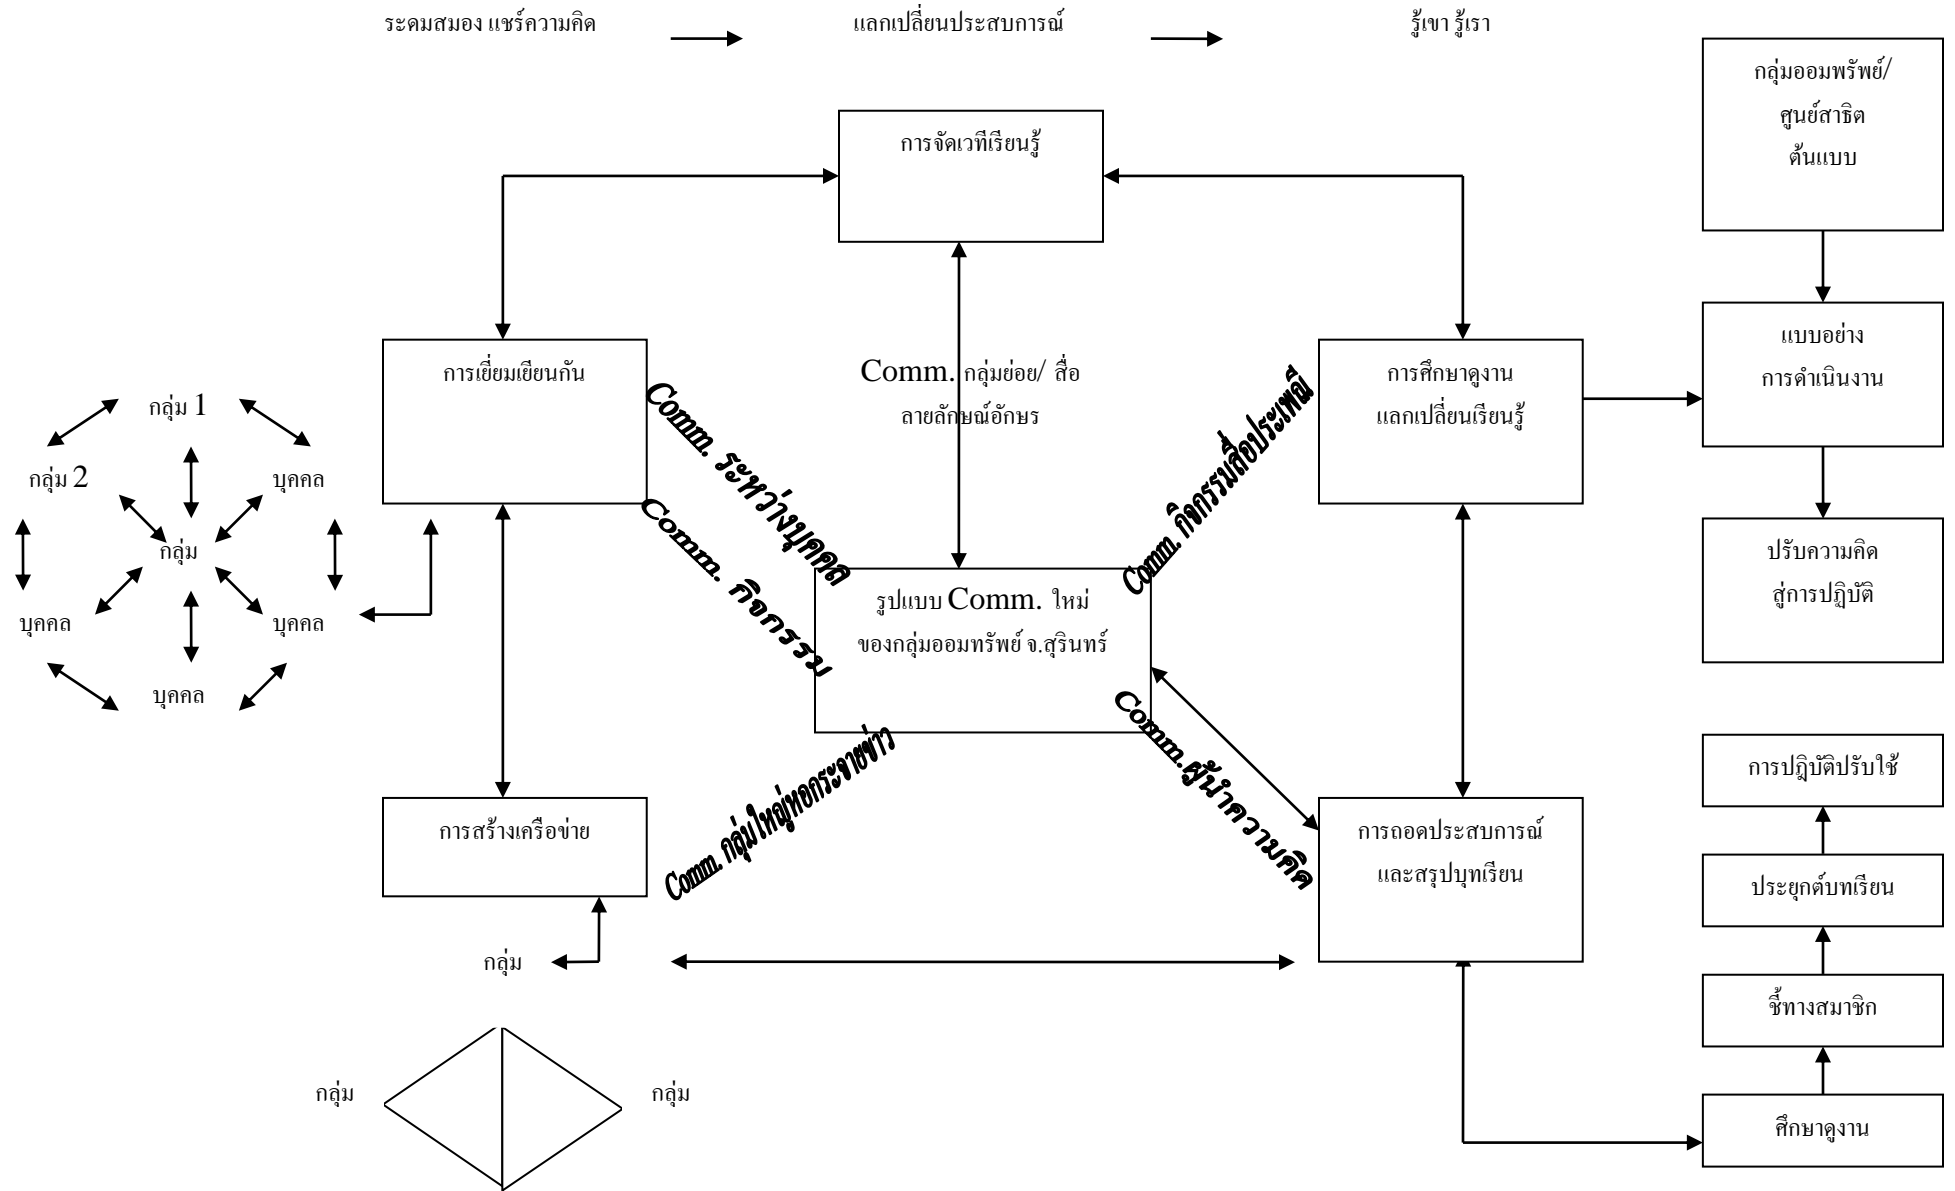 ระดมสมอง แชร์ความคิด
แลกเปลี่ยนประสบการณ์
รู้เขา รู้เรา
กลุ่มออมพรัพย์/
ศูนย์สาธิต
ต้นแบบ
การจัดเวทีเรียนรู้
แบบอย่าง
การดำเนินงาน
การเยี่ยมเยียนกัน
Comm. กลุ่มย่อย/ สื่อ
ลายลักษณ์อักษร
การศึกษาดูงาน
แลกเปลี่ยนเรียนรู้
Comm. ระหว่างบุคคล
Comm. กิจกรรมสื่อประเพณี
กลุ่ม 1
กลุ่ม 2
บุคคล
กลุ่ม
บุคคล
บุคคล
บุคคล
Comm. กิจกรรม
ปรับความคิด
สู่การปฏิบัติ
รูปแบบ Comm. ใหม่
ของกลุ่มออมทรัพย์ จ.สุรินทร์
Comm. กลุ่มใหญ่หอกระจายข่าว
Comm.ผู้นำความคิด
การปฎิบัติปรับใช้
การสร้างเครือข่าย
การถอดประสบการณ์
และสรุปบุทเรียน
ประยุกต์บทเรียน
กลุ่ม
ชี้ทางสมาชิก
กลุ่ม
กลุ่ม
ศึกษาดูงาน